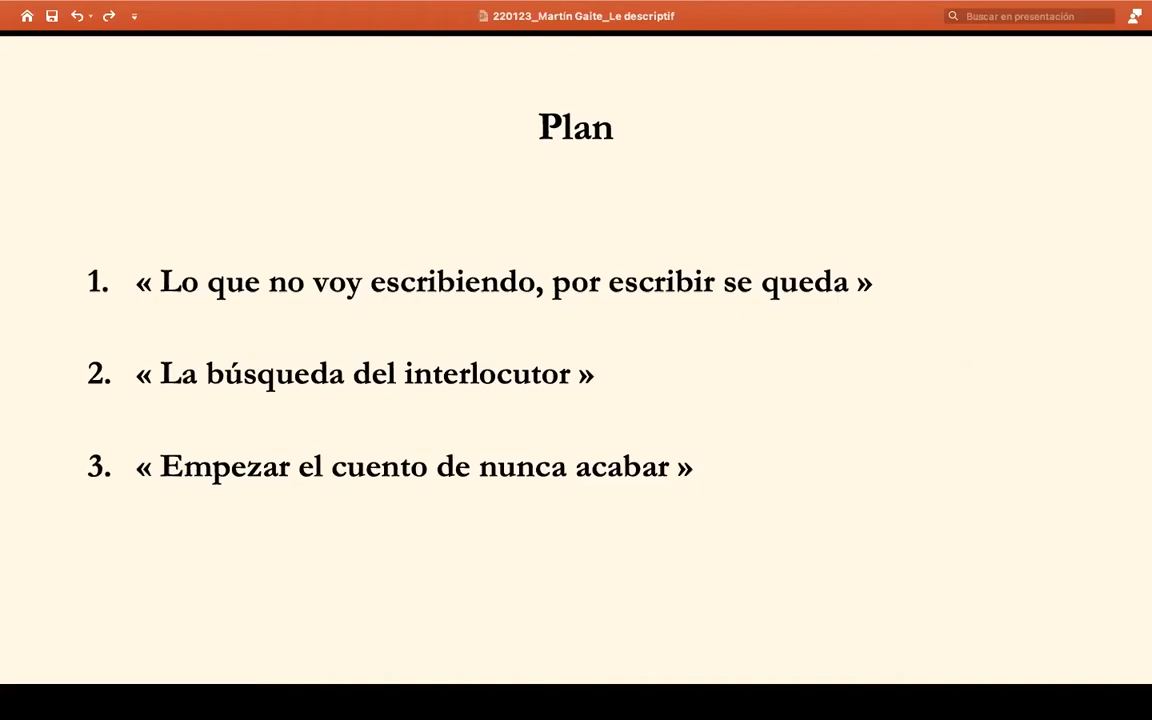 220123_Martín Gaite_Le descriptif
Buscar en presentación
Plan
1. « Lo que no voy escribiendo, por escribir se queda »
2. « La búsqueda del interlocutor »
3. « Empezar el cuento de nunca acabar »